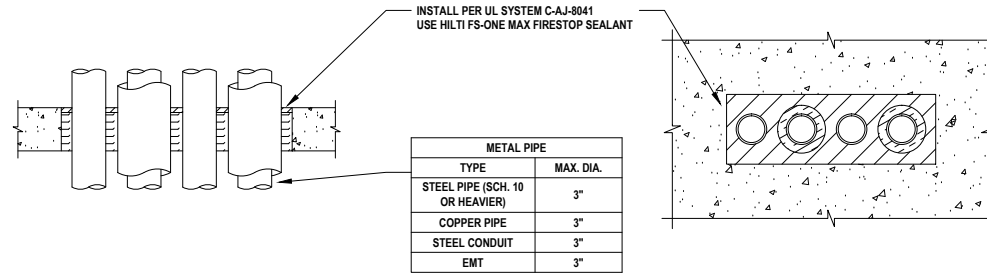 INSTALL PER UL SYSTEM C-AJ-8041
USE HILTI FS-ONE MAX FIRESTOP SEALANT
METAL PIPE
TYPE MAX. DIA.
STEEL PIPE (SCH. 10
OR HEAVIER) 3"
COPPER PIPE 3"
STEEL CONDUIT 3"
EMT 3"